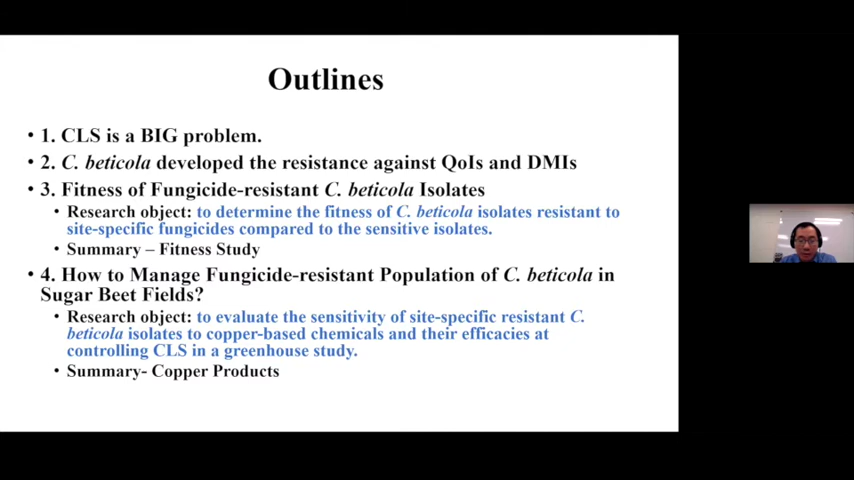 Outlines
• 1. CLS is a BIG problem.
• 2. C. beticola developed the resistance against QoIs and DMIs
• 3. Fitness of Fungicide-resistant C. beticola Isolates
• Research object: to determine the fitness of C. beticola isolates resistant to
site-specific fungicides compared to the sensitive isolates.
• Summary – Fitness Study
• 4. How to Manage Fungicide-resistant Population of C. beticola in
Sugar Beet Fields?
• Research object: to evaluate the sensitivity of site-specific resistant C.
beticola isolates to copper-based chemicals and their efficacies at
controlling CLS in a greenhouse study.
• Summary- Copper Products